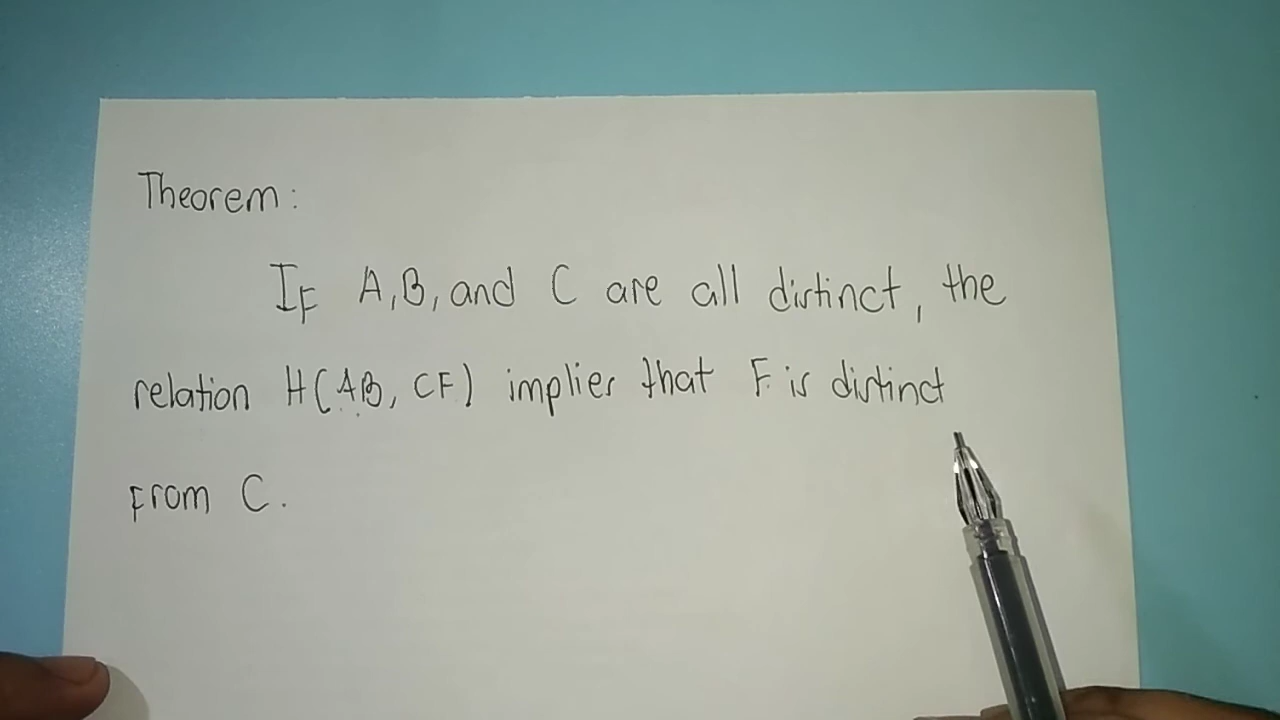 Theorem:
If A, B, and C are all distinct, the
relation H(AB, CF) implies that F is distinct
from C.